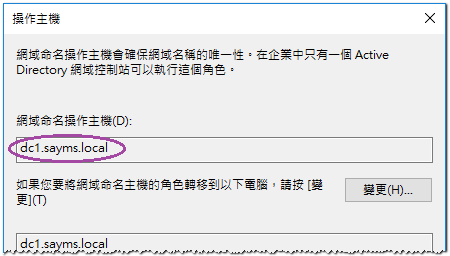 操作主機
網域命名操作主機會確保網域名稱的唯一性。在企業中只有一個 Active
Directory 網域控制站可以執行這個角色。
網域命名操作主機(D):
dc1.sayms.local
如果您要將網域命名主機的角色轉移到以下電腦，請按 [變
更](T)
變更(H)...
dc1.sayms.local